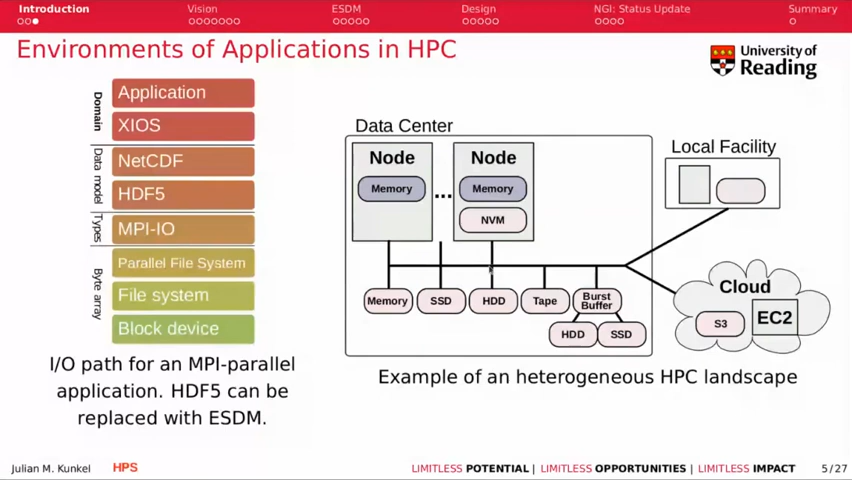 Introduction
Vision
ESDM
Design
NGI: Status Update
Summary
Environments of Applications in HPC
University of
Reading
Domain
Data model
Types
Byte array
Application
XIOS
NetCDF
HDF5
MPI-IO
Parallel File System
File system
Block device
I/O path for an MPI-parallel
application. HDF5 can be
replaced with ESDM.
Data Center
Node
Memory
...
Node
Memory
NVM
Memory
SSD
HDD
Tape
Burst
Buffer
HDD
SSD
Local Facility
Cloud
S3
EC2
Example of an heterogeneous HPC landscape
Julian M. Kunkel
HPS
LIMITLESS POTENTIAL | LIMITLESS OPPORTUNITIES | LIMITLESS IMPACT
5/27